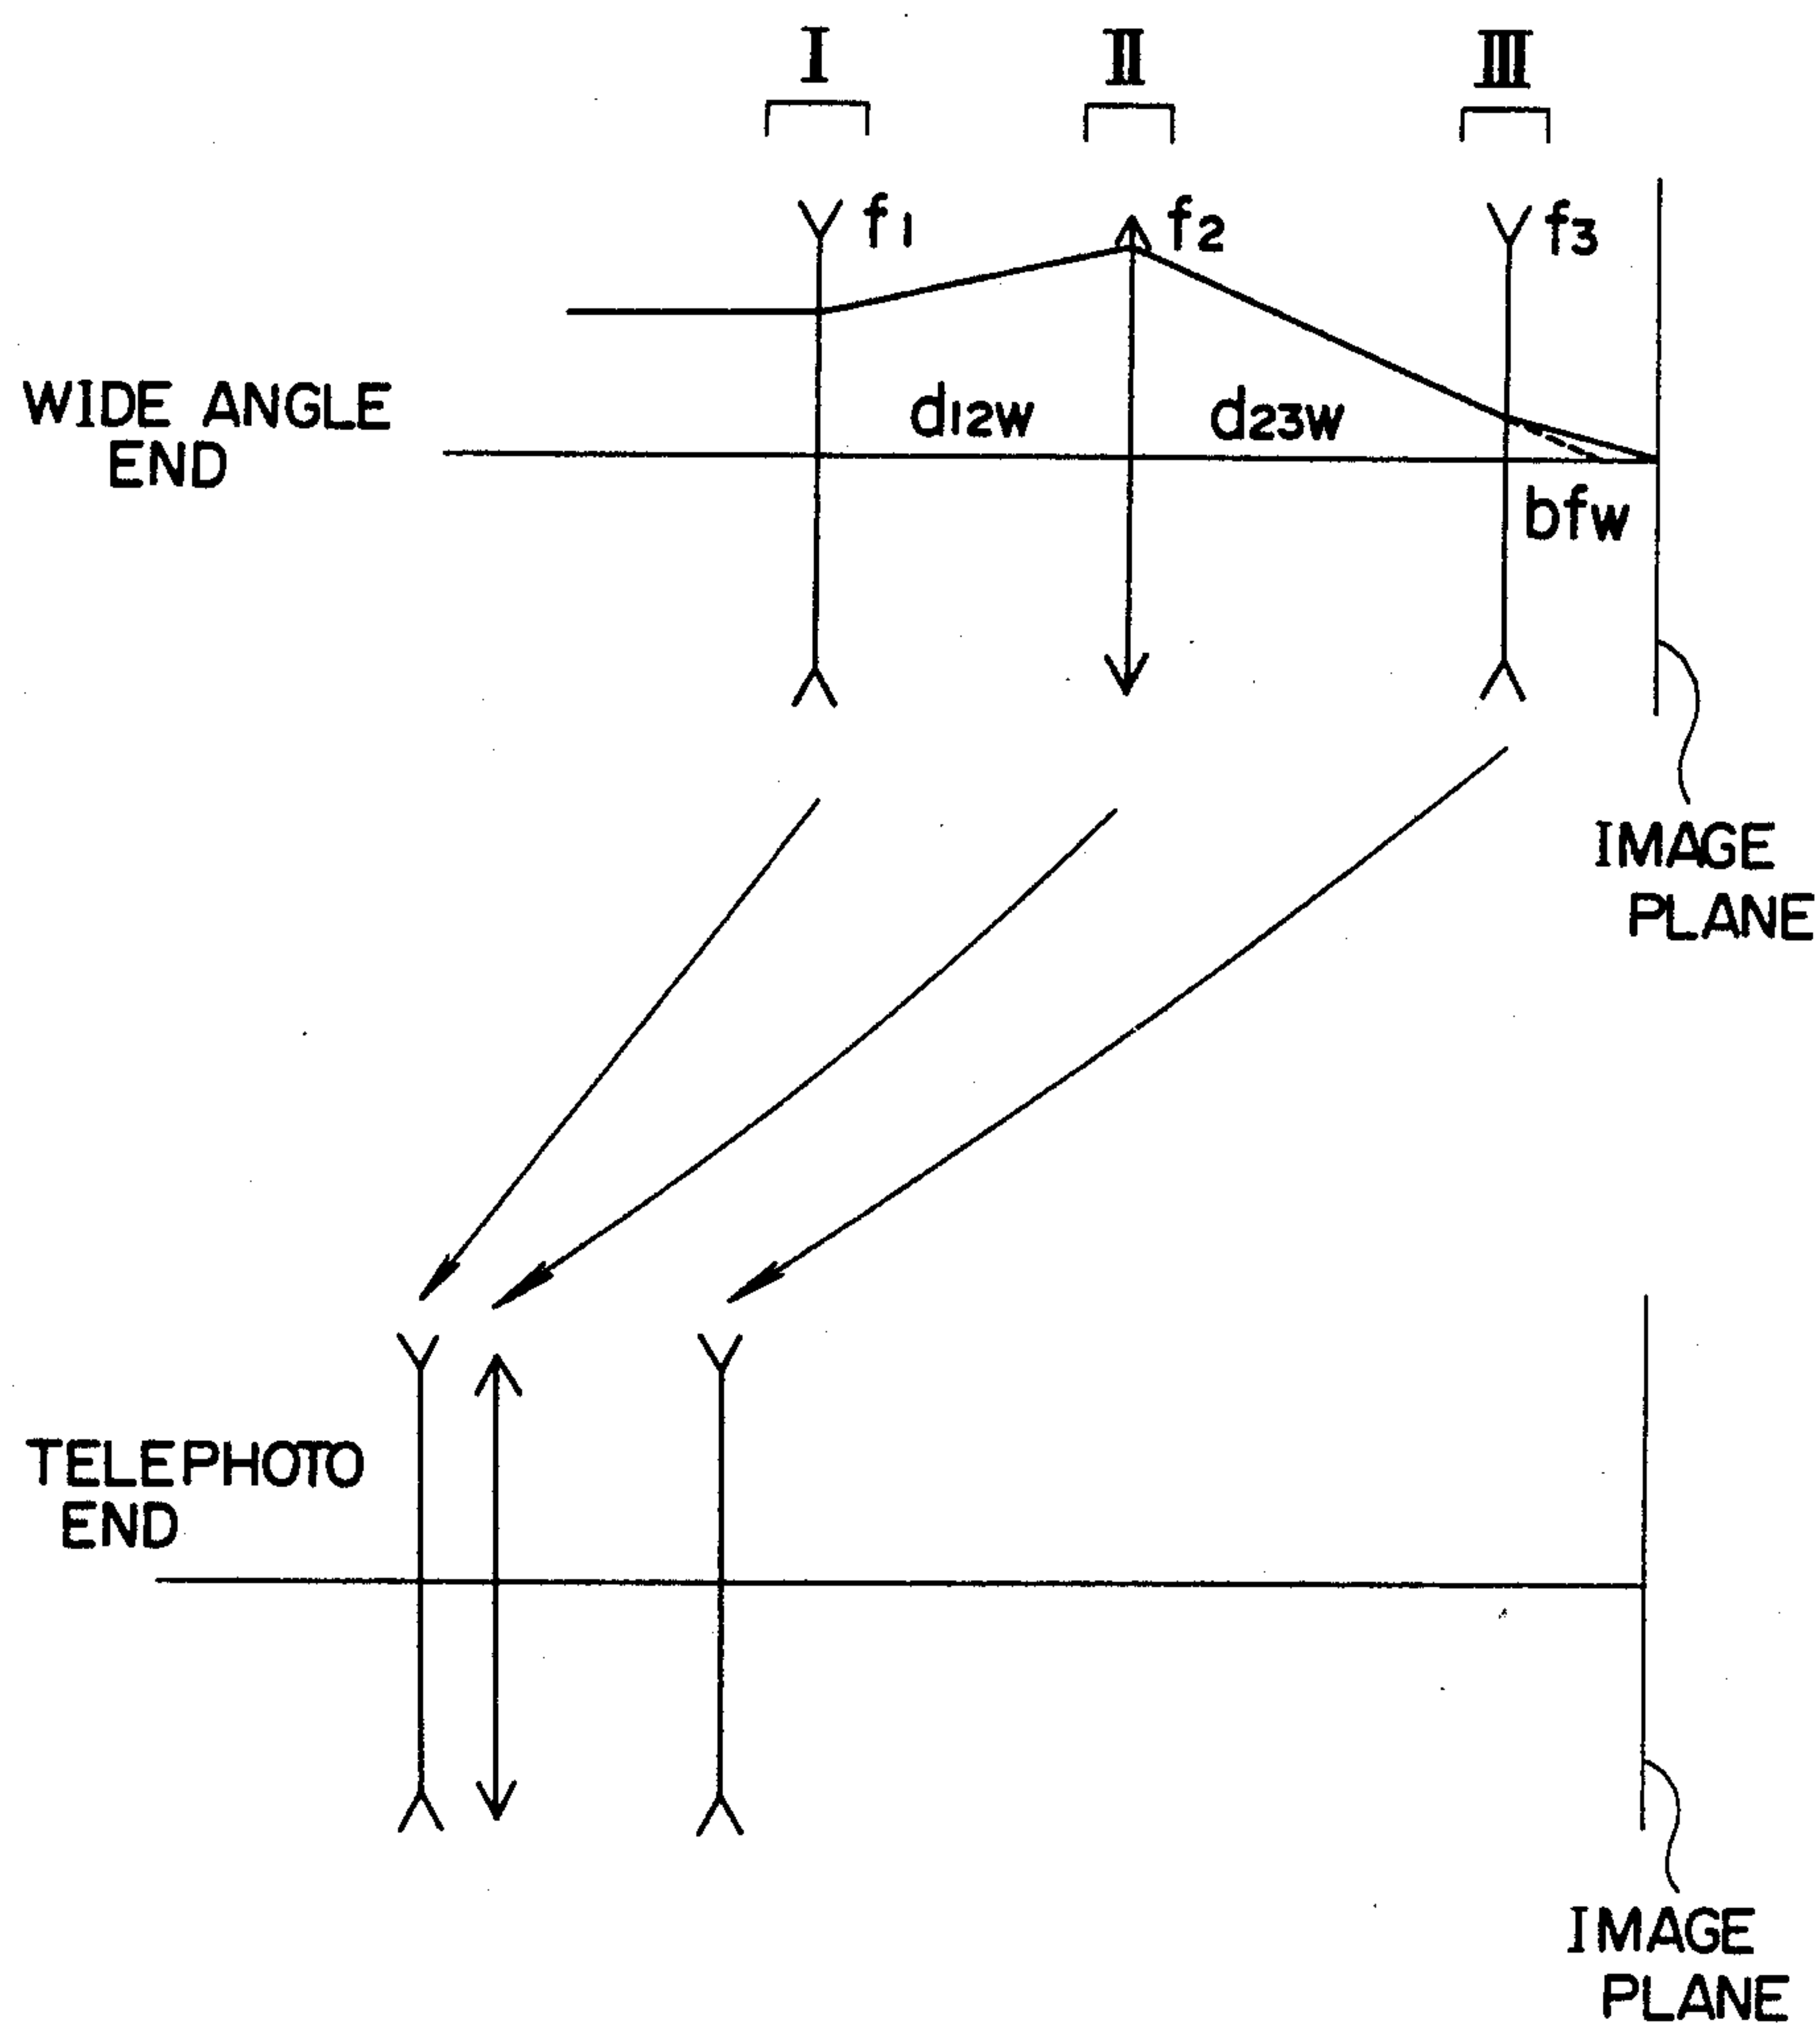 I II III
f1 f2 f3
WIDE ANGLE
END
d12w d23w
bfw
IMAGE
PLANE
TELEPHOTO
END
IMAGE
PLANE